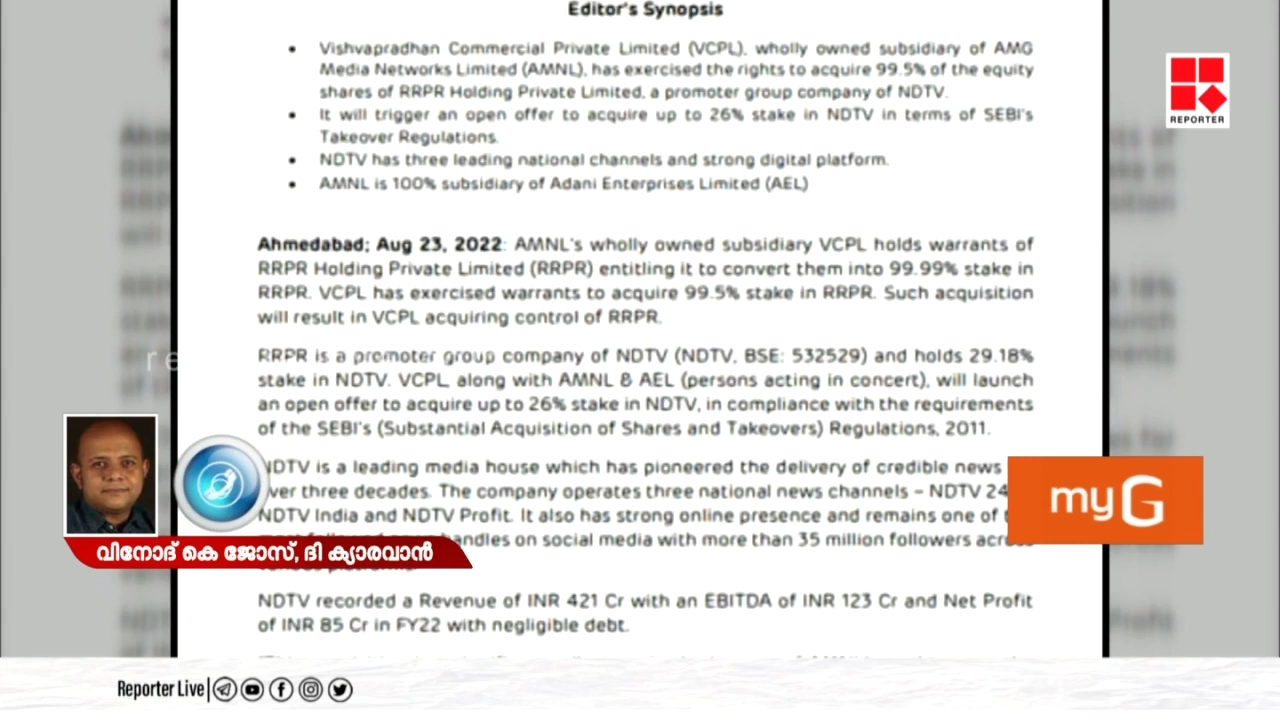 Editor's Synopsis
• Vishvapradhan Commercial Private Limited (VCPL), wholly owned subsidiary of AMG
Media Networks Limited (AMNL), has exercised the rights to acquire 99.5% of the equity
shares of RRPR Holding Private Limited, a promoter group company of NDTV.
• It will trigger an open offer to acquire up to 26% stake in NDTV in terms of SEBI's
Takeover Regulations.
• NDTV has three leading national channels and strong digital platform.
• AMNL is 100% subsidiary of Adani Enterprises Limited (AEL)
REPORTER
Ahmedabad; Aug 23, 2022: AMNL's wholly owned subsidiary VCPL holds warrants of
RRPR Holding Private Limited (RRPR) entitling it to convert them into 99.99% stake in
RRPR. VCPL has exercised warrants to acquire 99.5% stake in RRPR. Such acquisition
will result in VCPL acquiring control of RRPR.
RRPR is a promoter group company of NDTV (NDTV, BSE: 532529) and holds 29.18%
stake in NDTV. VCPL, along with AMNL & AEL (persons acting in concert), will launch
an open offer to acquire up to 26% stake in NDTV, in compliance with the requirements
of the SEBI's (Substantial Acquisition of Shares and Takeovers) Regulations, 2011.
NDTV is a leading media house which has pioneered the delivery of credible news
over three decades. The company operates three national news channels – NDTV 24
NDTV India and NDTV Profit. It also has strong online presence and remains one of
handles on social media with more than 35 million followers
NDTV recorded a Revenue of INR 421 Cr with an EBITDA of INR 123 Cr and Net Profit
of INR 85 Cr in FY22 with negligible debt.
myG
വിനോദ് കെ ജോസ്, ദി ക്യാരവാൻ
Reporter Live